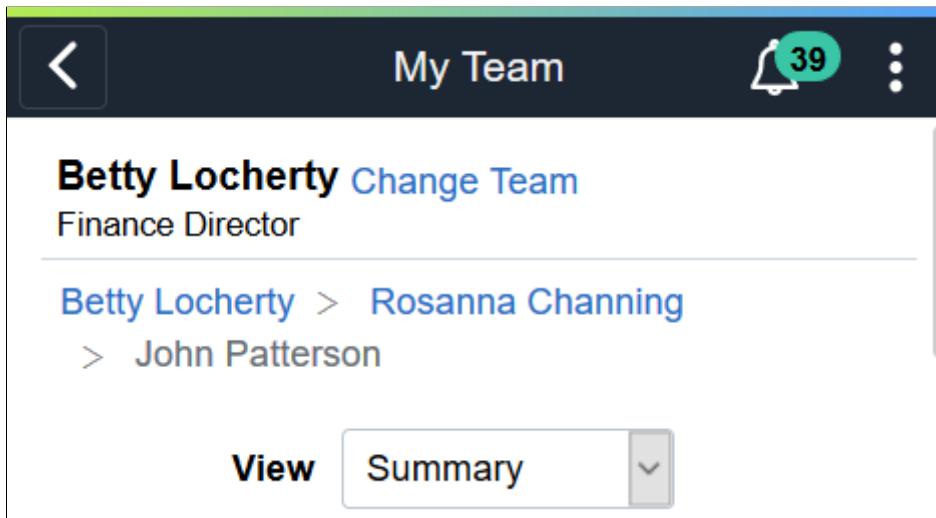 My Team 39
Betty Locherty Change Team
Finance Director
Betty Locherty > Rosanna Channing
> John Patterson
View Summary